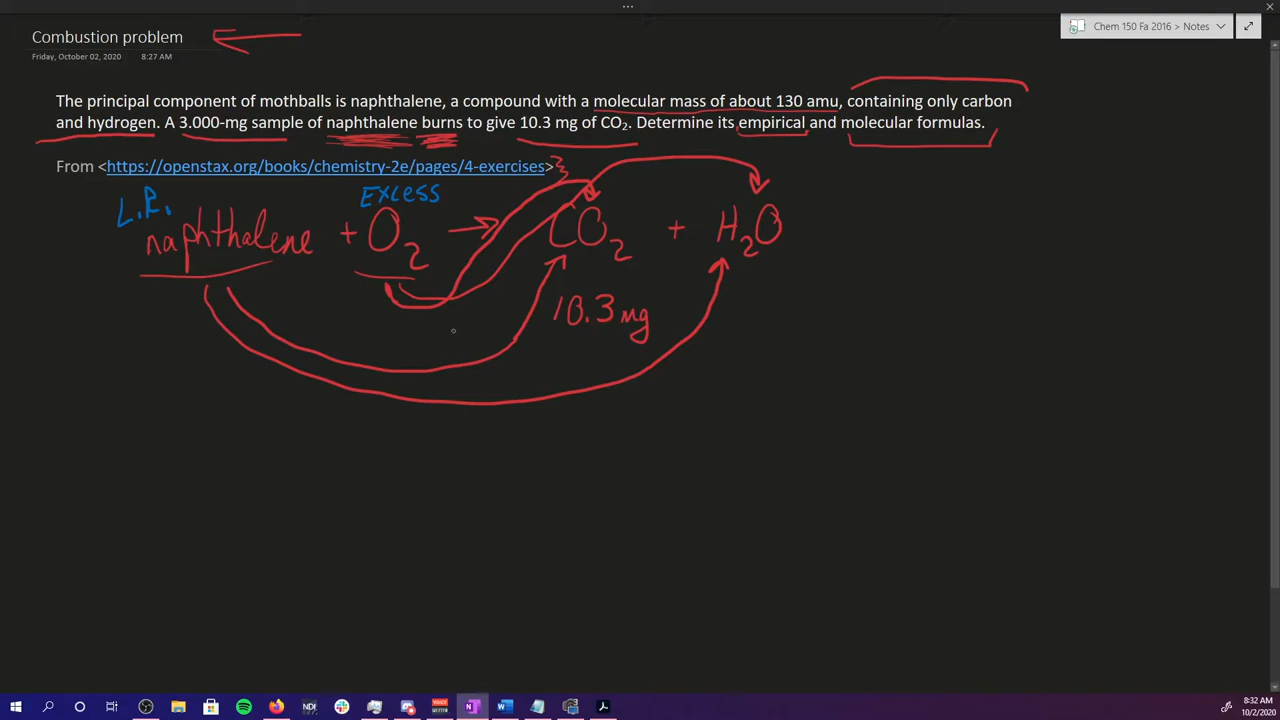 Combustion problem
Chem 150 Fa 2016 > Notes
Friday, October 02, 2020 8:27 AM
The principal component of mothballs is naphthalene, a compound with a molecular mass of about 130 amu, containing only carbon
and hydrogen. A 3.000-mg sample of naphthalene burns to give 10.3 mg of CO₂. Determine its empirical and molecular formulas.
From <https://openstax.org/books/chemistry-2e/pages/4-exercises>
L.R. Excess
naphthalene + O₂ → CO₂ + H₂O
10.3 mg
NDI
VOICE
8:32 AM
10/2/2020